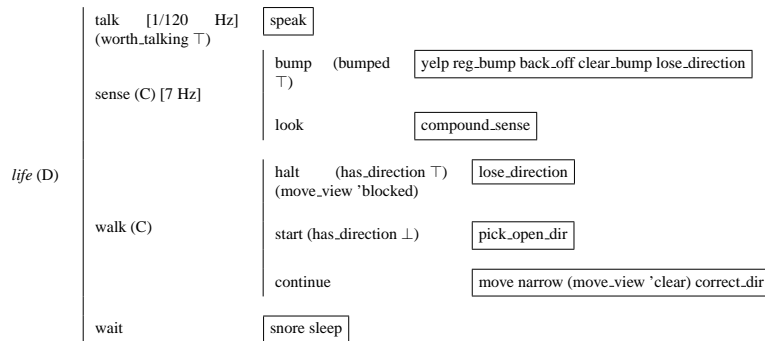 talk [1/120 Hz] speak
(worth_talking ⊤)
bump (bumped yelp reg_bump back_off clear_bump lose_direction
⊤)
sense (C) [7 Hz]
look compound_sense
life (D)
halt (has_direction ⊤) lose_direction
(move_view 'blocked)
walk (C)
start (has_direction ⊥) pick_open_dir
continue move narrow (move_view 'clear) correct_dir
wait snore sleep